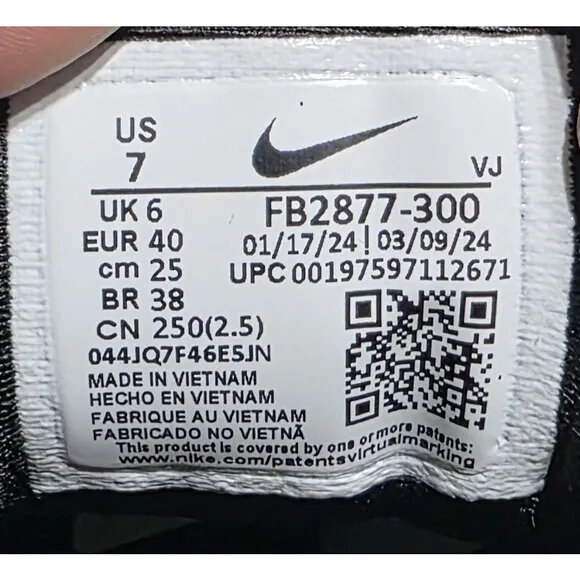 US
7
VJ
UK 6
FB2877-300
EUR 40
01/17/24 | 03/09/24
cm 25
UPC 00197597112671
BR 38
CN 250(2.5)
044JQ7F46E5JN
MADE IN VIETNAM
HECHO EN VIETNAM
FABRIQUE AU VIETNAM
FABRICADO NO VIETNÃ
This product is covered by one or more patents:
www.nike.com/patentsvirtualmarking